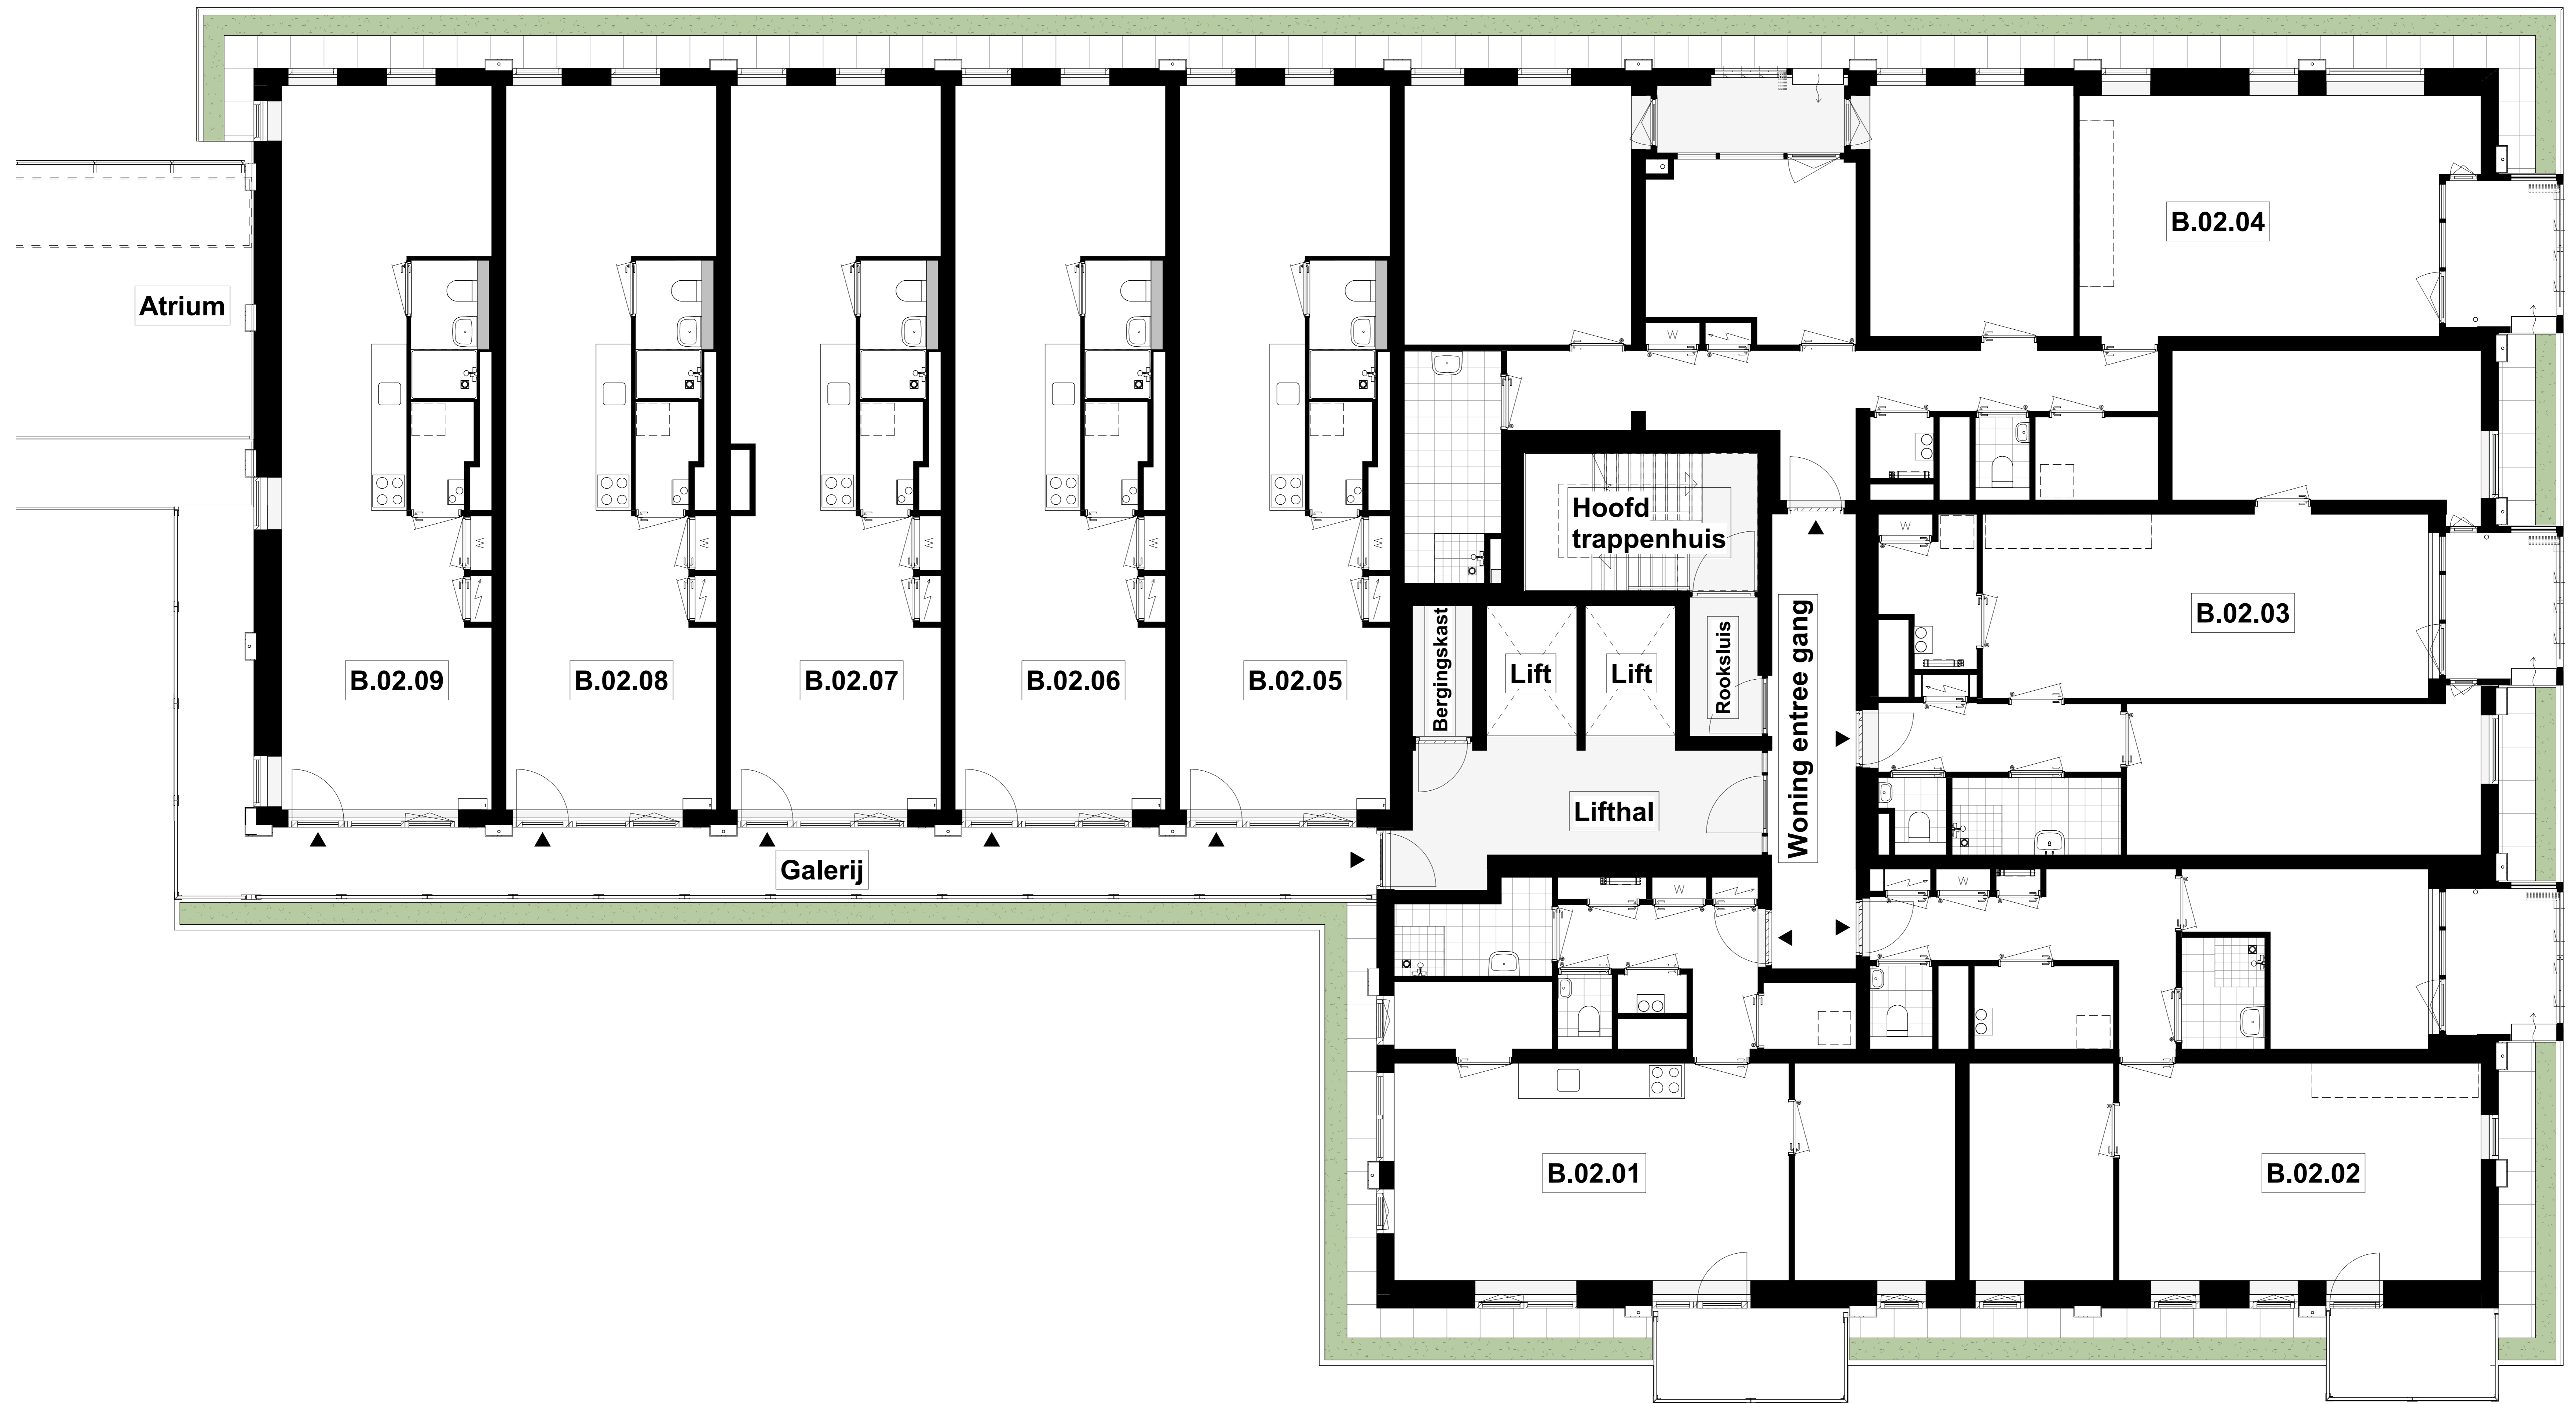 B.02.04
Atrium
W
Hoofd
trappenhuis
W
W
W
W
W
W
B.02.03
Bergingskast
Lift
Lift
Rooksluis
Woning entree gang
B.02.09
B.02.08
B.02.07
B.02.06
B.02.05
Lifthal
Galerij
W
W
B.02.01
B.02.02